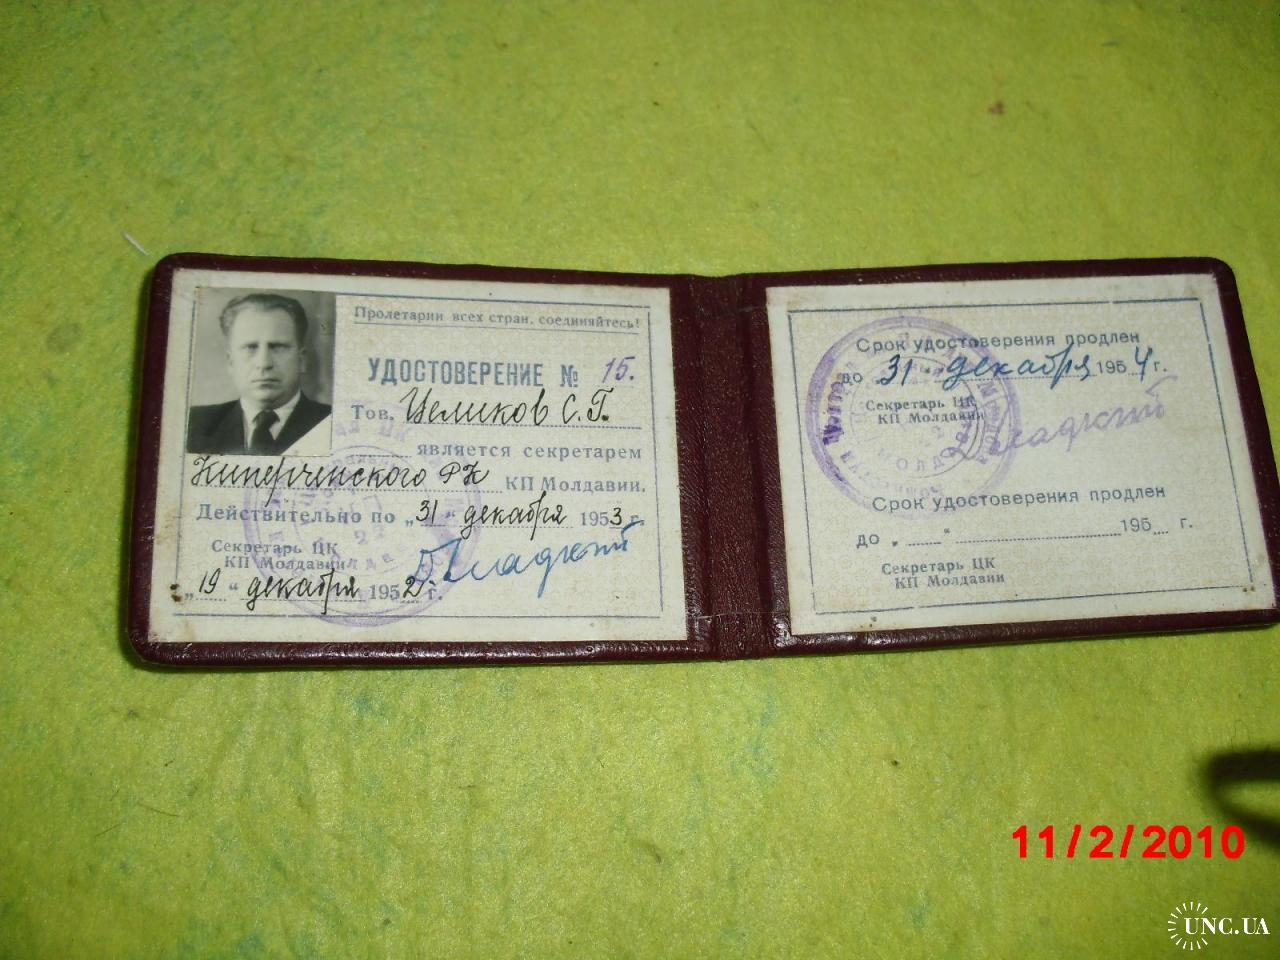 Пролетарии всех стран, соединяйтесь!
УДОСТОВЕРЕНИЕ № 15.
Тов. Целиков С.Г.
является секретарем
Киперченского РК КП Молдавии.
Действительно по „31“ декабря 1953 г.
Секретарь ЦК
КП Молдавии
„19“ декабря 1952 г.
Срок удостоверения продлен
до 31 декабря 1954 г.
Секретарь ЦК
КП Молдавии
Срок удостоверения продлен
до „ “ 195 г.
Секретарь ЦК
КП Молдавии
11/2/2010
UNC.UA